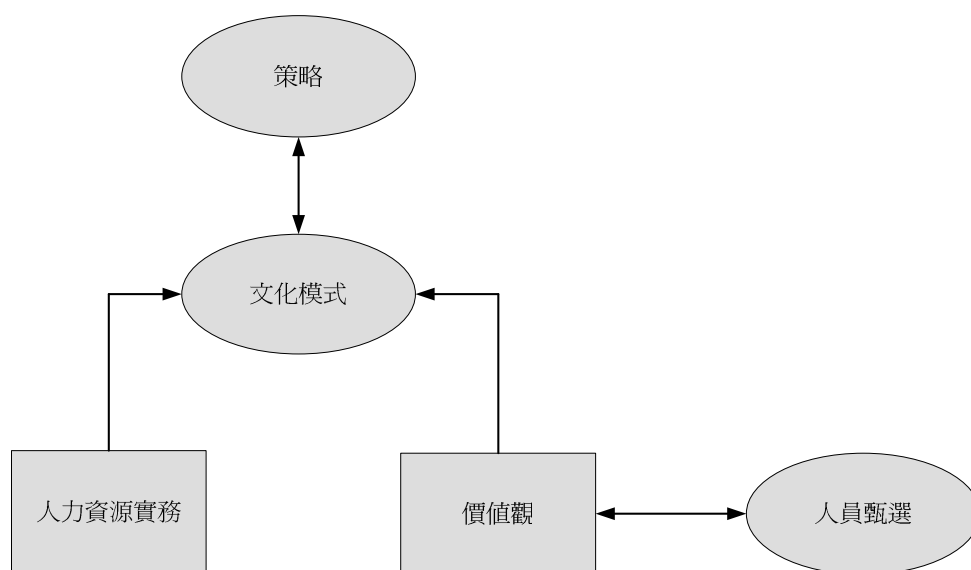 策略
文化模式
人力資源實務
價值觀
人員甄選